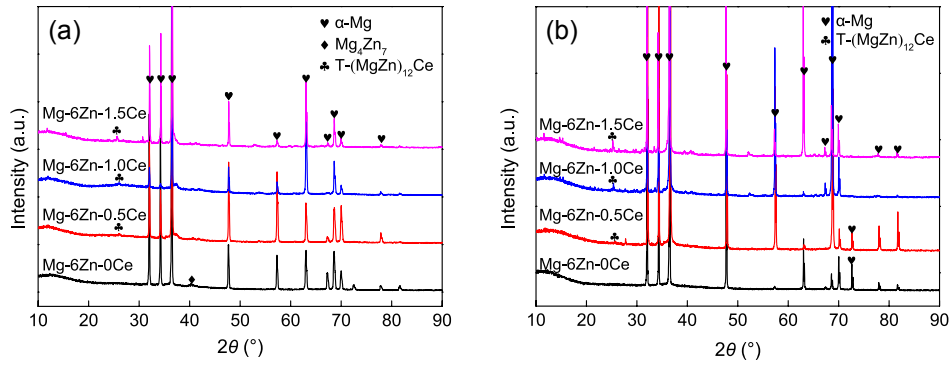 (a)
♥ α-Mg
♦ Mg₄Zn₇
♣ T-(MgZn)₁₂Ce
Mg-6Zn-1.5Ce
Mg-6Zn-1.0Ce
Mg-6Zn-0.5Ce
Mg-6Zn-0Ce
Intensity (a.u.)
10 20 30 40 50 60 70 80 90
2θ (°)
(b)
♥ α-Mg
♣ T-(MgZn)₁₂Ce
Mg-6Zn-1.5Ce
Mg-6Zn-1.0Ce
Mg-6Zn-0.5Ce
Mg-6Zn-0Ce
Intensity (a.u.)
10 20 30 40 50 60 70 80 90
2θ (°)